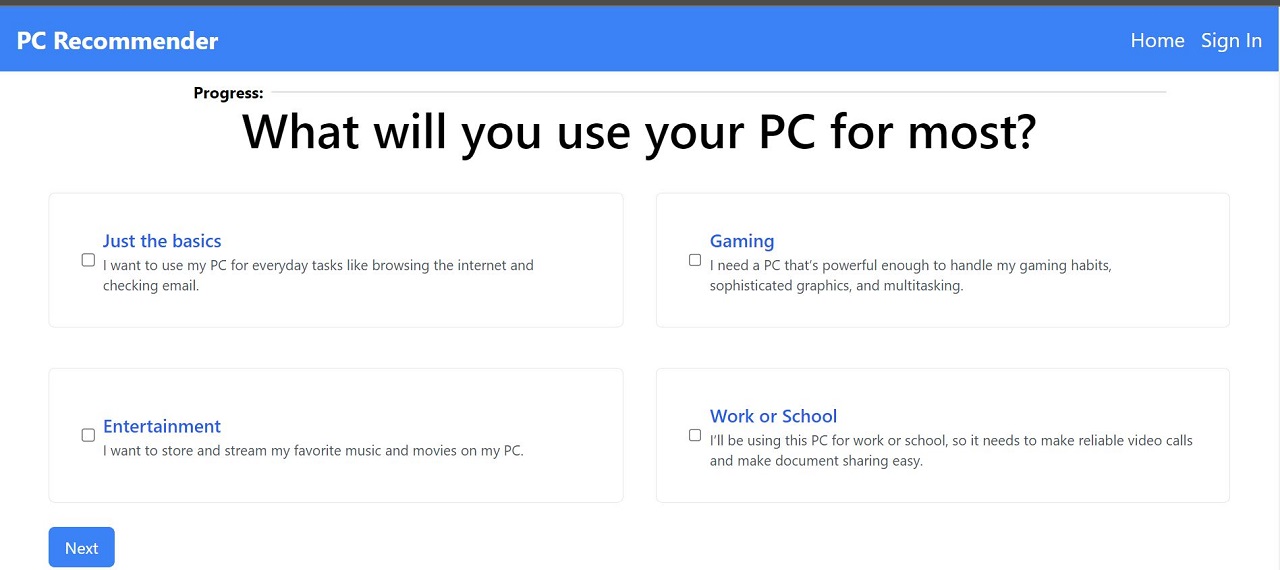 PC Recommender
Home Sign In
Progress:
What will you use your PC for most?
Just the basics
I want to use my PC for everyday tasks like browsing the internet and
checking email.
Gaming
I need a PC that's powerful enough to handle my gaming habits,
sophisticated graphics, and multitasking.
Entertainment
I want to store and stream my favorite music and movies on my PC.
Work or School
I'll be using this PC for work or school, so it needs to make reliable video calls
and make document sharing easy.
Next